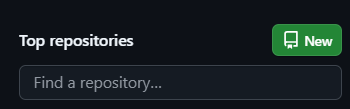 Top repositories
New
Find a repository...